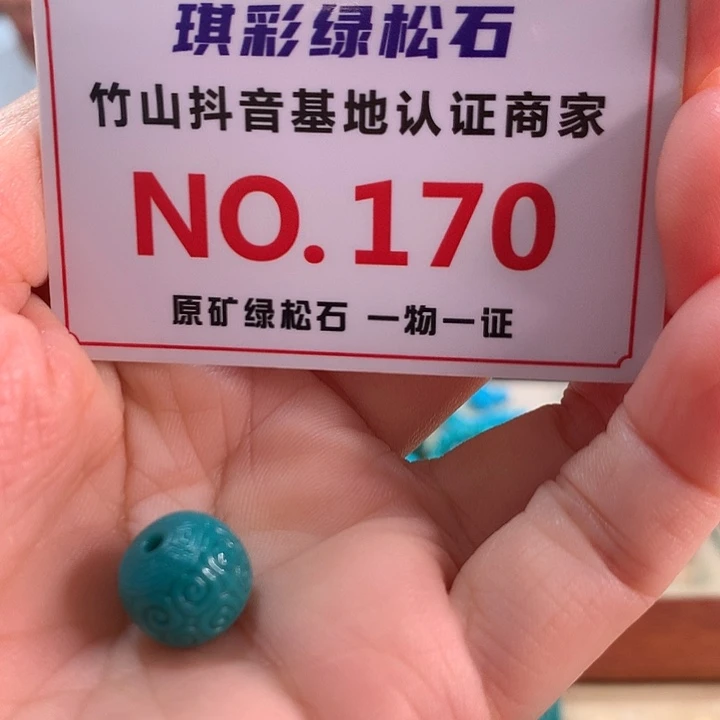 琪彩绿松石
竹山抖音基地认证商家
NO.170
原矿绿松石 一物一证